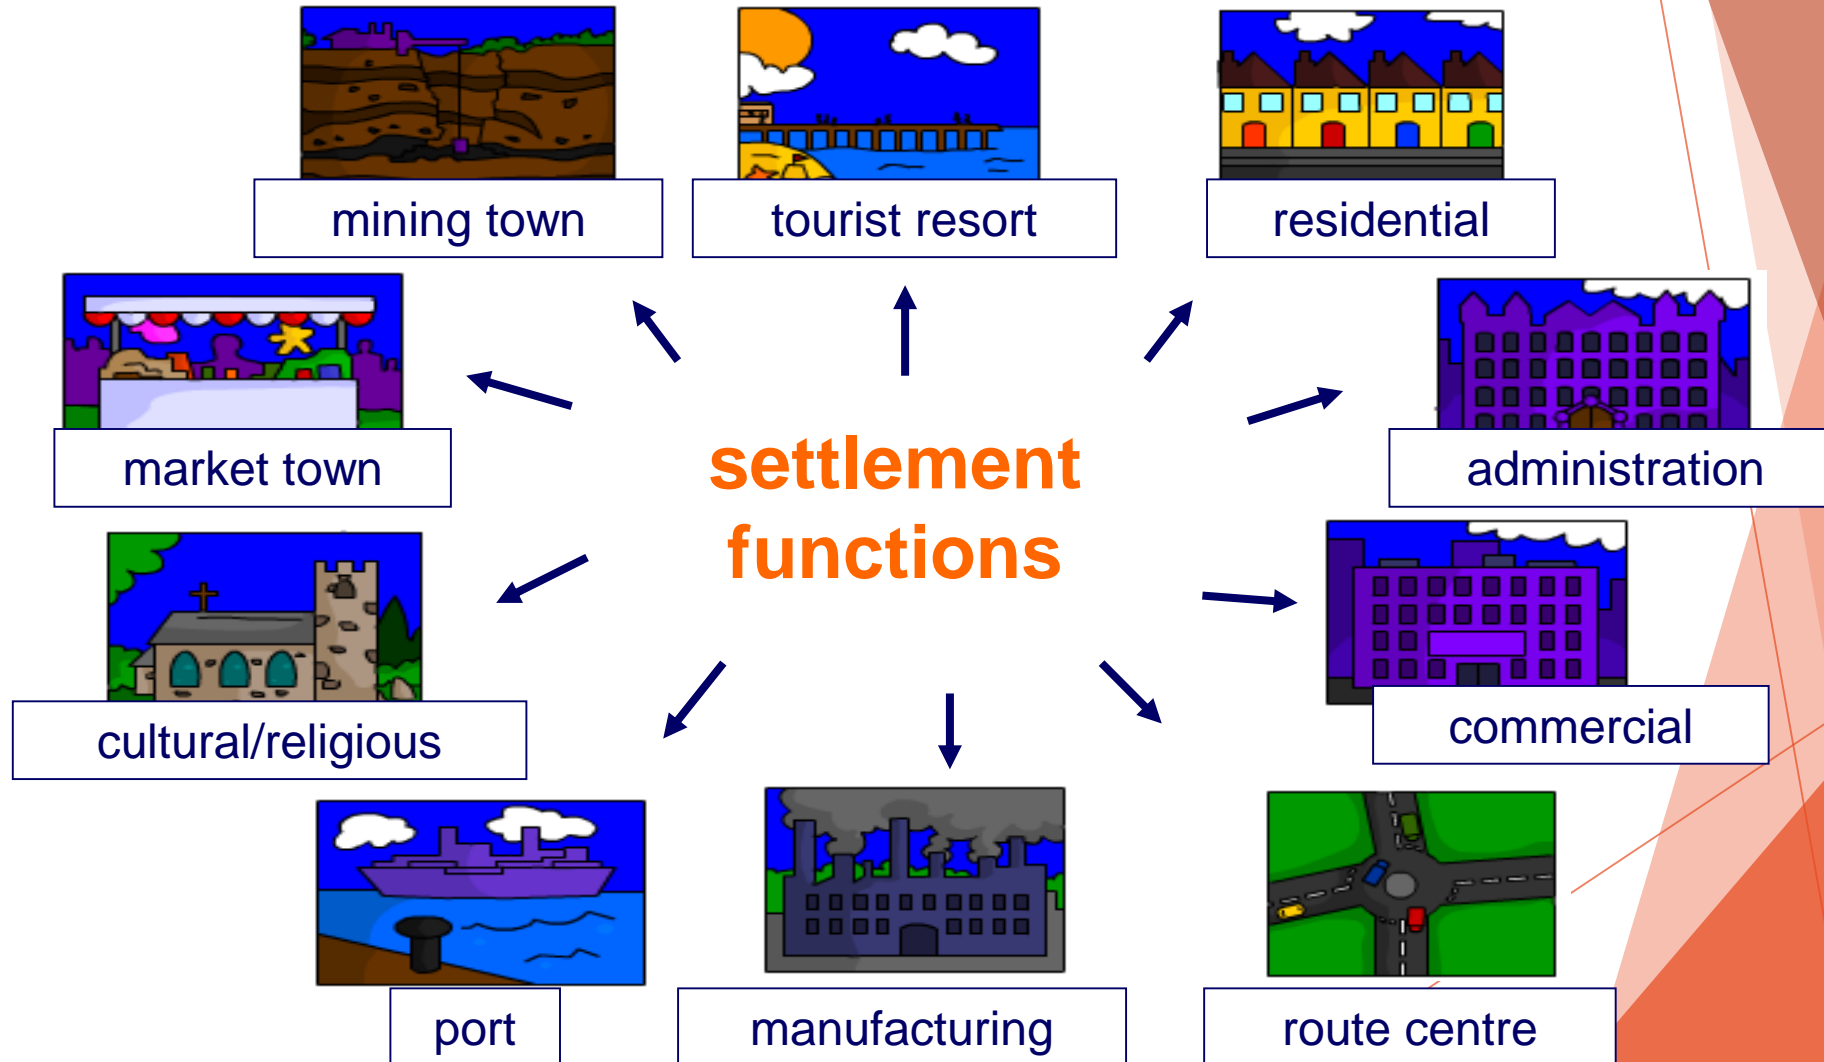 mining town
tourist resort
residential
market town
administration
settlement
functions
cultural/religious
commercial
port
manufacturing
route centre